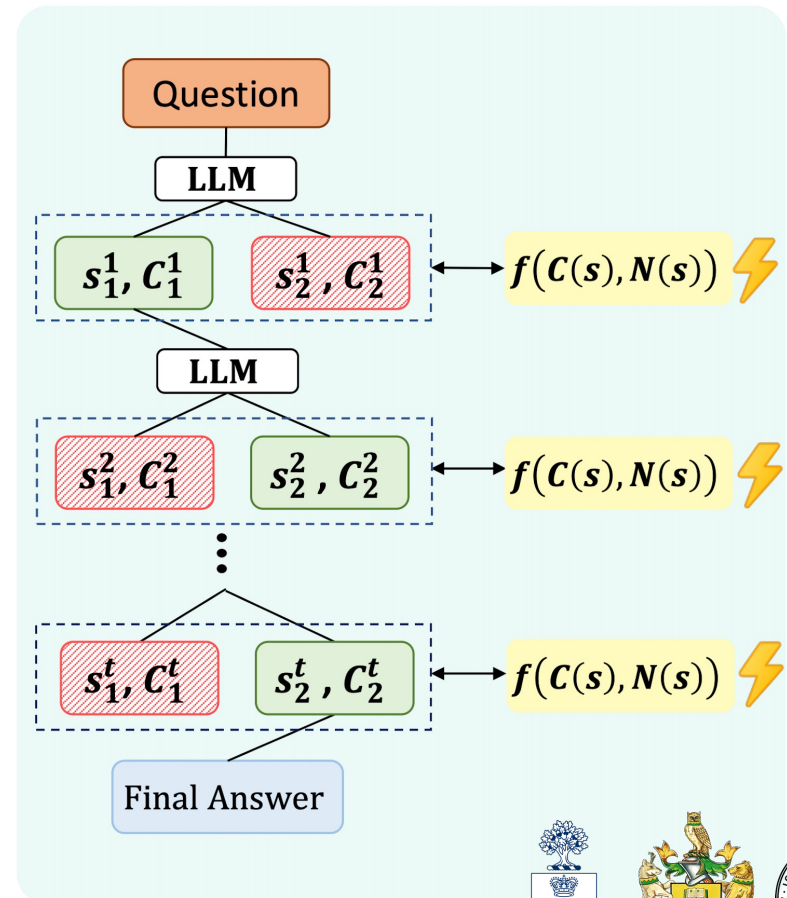 Question
LLM
s₁¹, C₁¹ s₂¹ , C₂¹ f(C(s), N(s))
LLM
s₁², C₁² s₂² , C₂² f(C(s), N(s))
s₁ᵗ, C₁ᵗ s₂ᵗ , C₂ᵗ f(C(s), N(s))
Final Answer